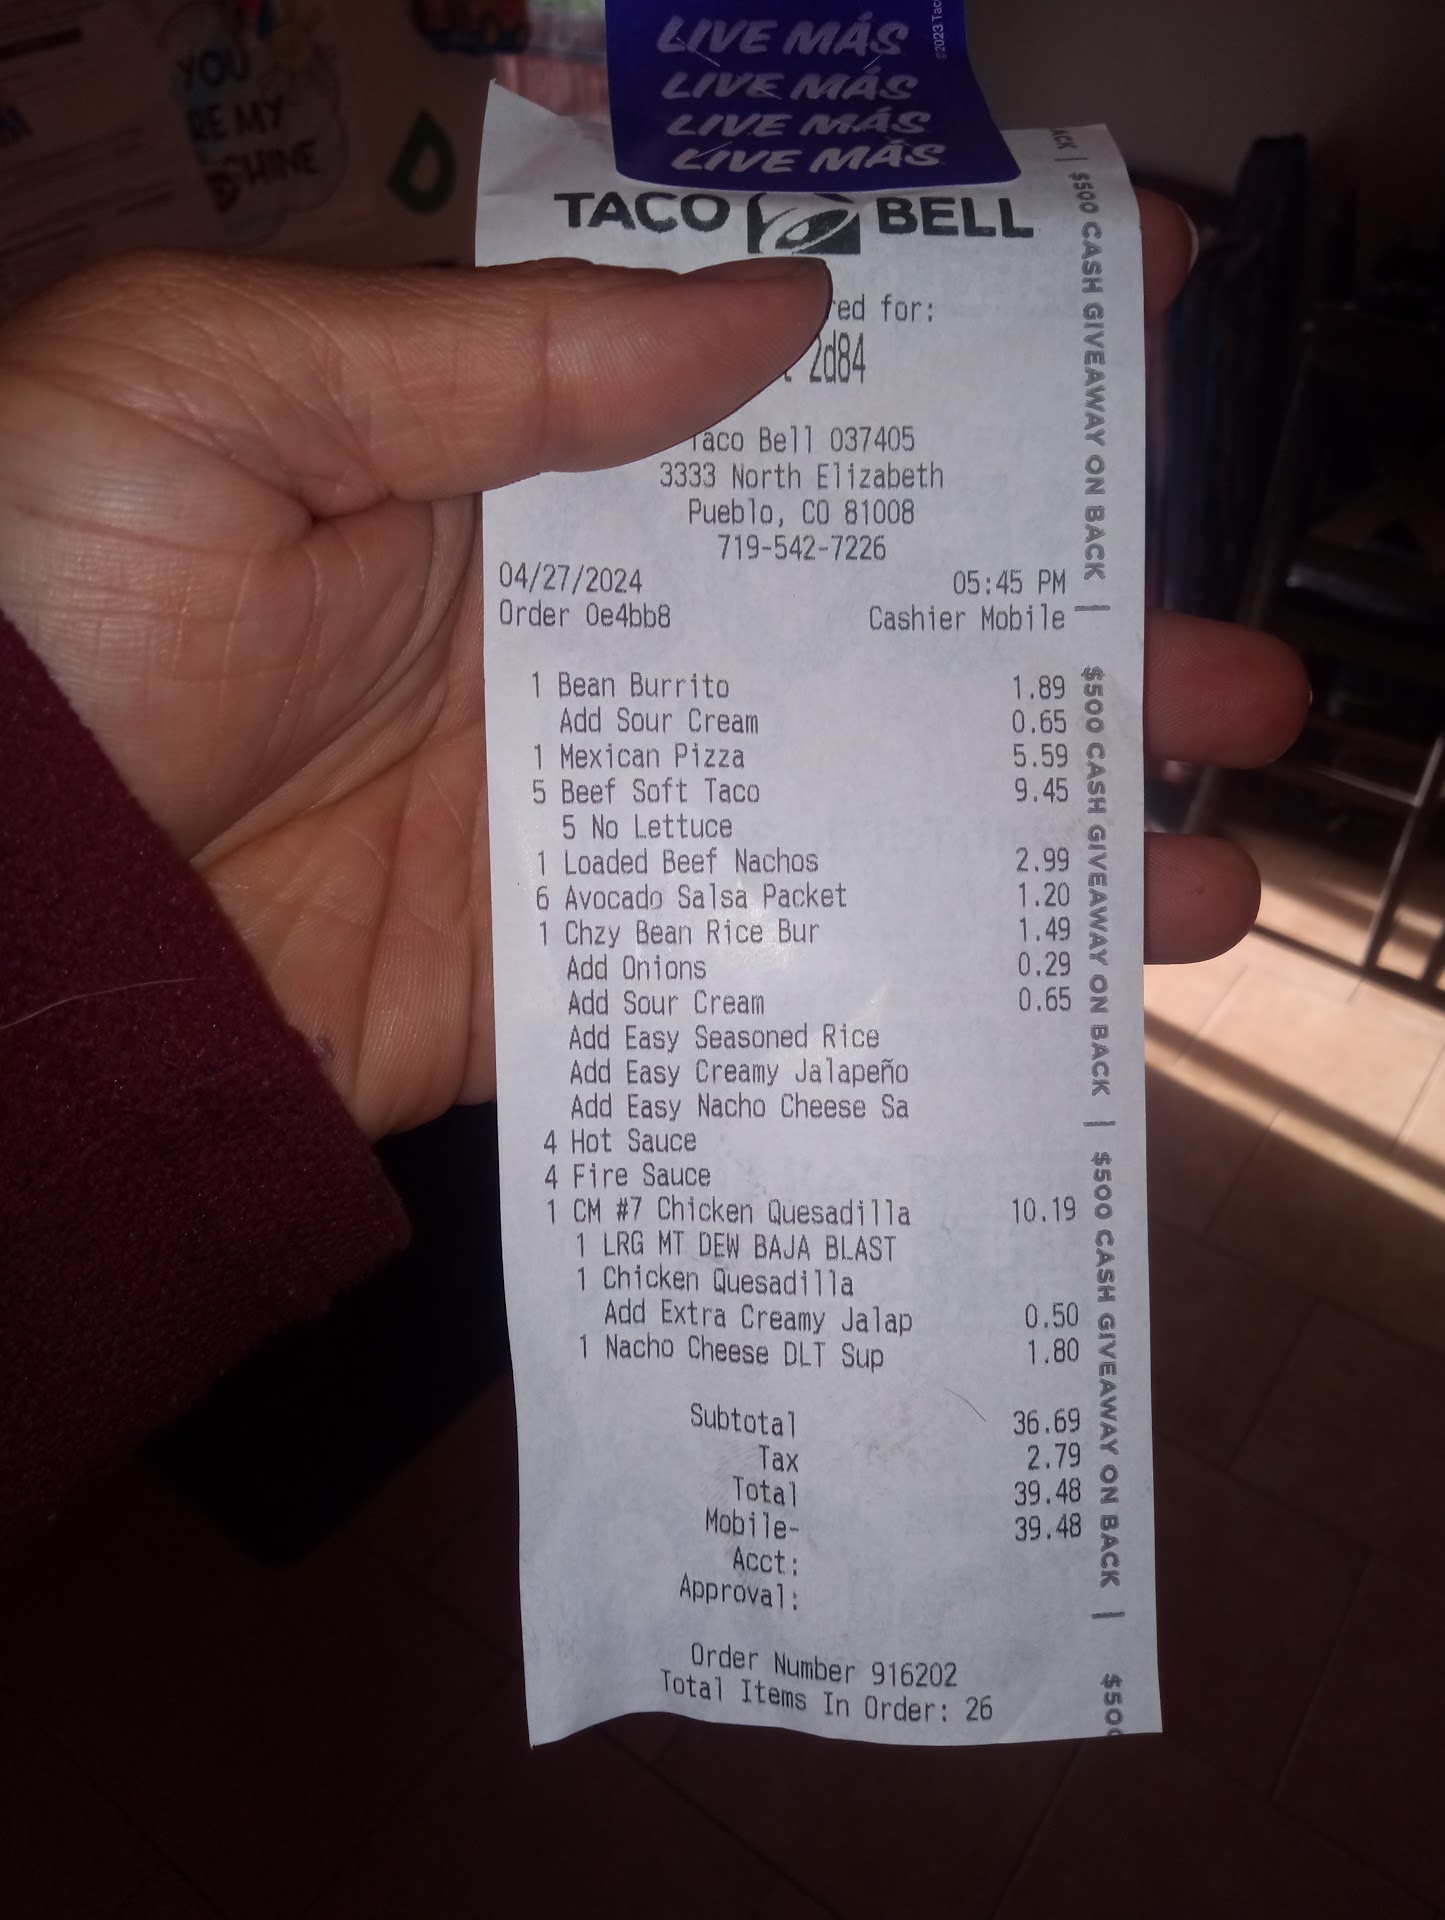 LIVE MÁS
LIVE MÁS
LIVE MÁS
LIVE MÁS
©2023 Tac
YOU
RE MY
SHINE
TACO BELL
red for:
2d84
Taco Bell 037405
3333 North Elizabeth
Pueblo, CO 81008
719-542-7226
04/27/2024 05:45 PM
Order 0e4bb8 Cashier Mobile
1 Bean Burrito 1.89
Add Sour Cream 0.65
1 Mexican Pizza 5.59
5 Beef Soft Taco 9.45
5 No Lettuce
1 Loaded Beef Nachos 2.99
6 Avocado Salsa Packet 1.20
1 Chzy Bean Rice Bur 1.49
Add Onions 0.29
Add Sour Cream 0.65
Add Easy Seasoned Rice
Add Easy Creamy Jalapeño
Add Easy Nacho Cheese Sa
4 Hot Sauce
4 Fire Sauce
1 CM #7 Chicken Quesadilla 10.19
1 LRG MT DEW BAJA BLAST
1 Chicken Quesadilla
Add Extra Creamy Jalap 0.50
1 Nacho Cheese DLT Sup 1.80
Subtotal 36.69
Tax 2.79
Total 39.48
Mobile- 39.48
Acct:
Approval:
Order Number 916202
Total Items In Order: 26
ACK | $500 CASH GIVEAWAY ON BACK | $500 CASH GIVEAWAY ON BACK | $500 CASH GIVEAWAY ON BACK | $500